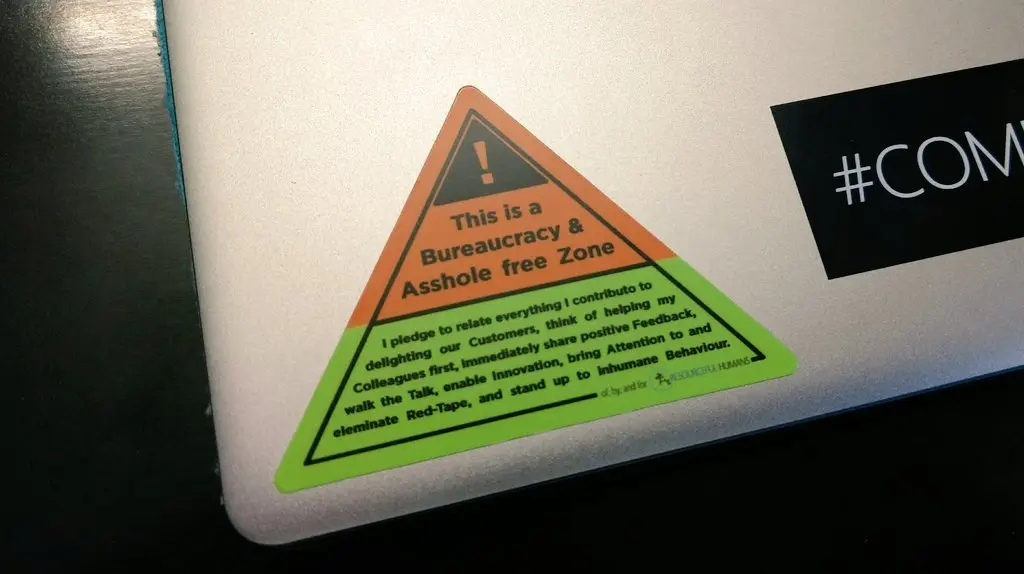 !
This is a
Bureaucracy &
Asshole free Zone
I pledge to relate everything I contributo to
delighting our Customers, think of helping my
Colleagues first, immediately share positive Feedback,
walk the Talk, enable Innovation, bring Attention to and
eleminate Red-Tape, and stand up to Inhumane Behaviour.
of, by, and for RESOURCEFUL HUMANS
#COM